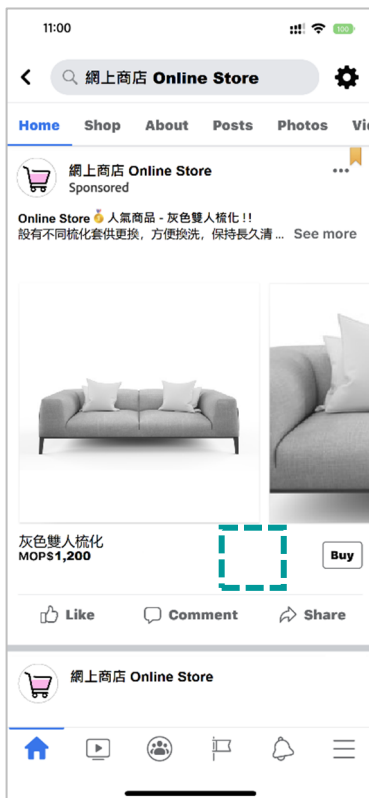 11:00
100
網上商店 Online Store
Home Shop About Posts Photos Vi
網上商店 Online Store
Sponsored
Online Store🏅人氣商品 - 灰色雙人梳化 !!
設有不同梳化套供更換，方便換洗，保持長久清 ... See more
灰色雙人梳化
MOP$1,200
Buy
Like Comment Share
網上商店 Online Store